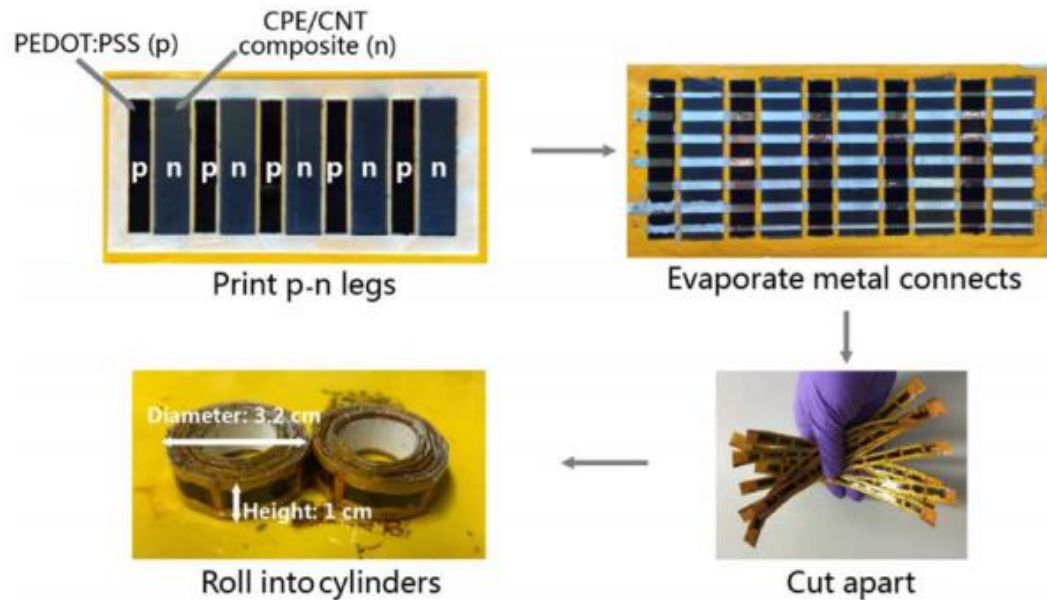 PEDOT:PSS (p)
CPE/CNT
composite (n)
p n p n p n p n p n
Print p-n legs
Evaporate metal connects
Diameter: 3.2 cm
Height: 1 cm
Roll into cylinders
Cut apart